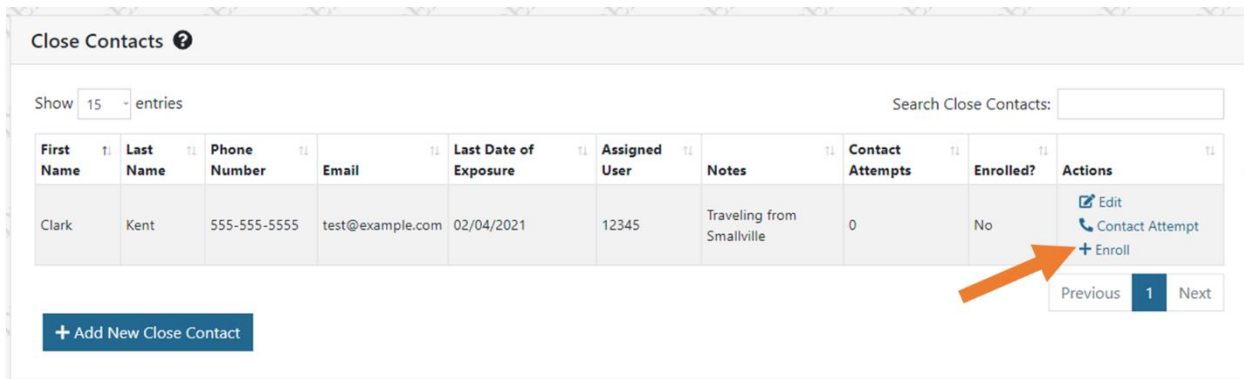 Close Contacts ?
Show 15 entries
Search Close Contacts:
First Name
Last Name
Phone Number
Email
Last Date of Exposure
Assigned User
Notes
Contact Attempts
Enrolled?
Actions
Clark
Kent
555-555-5555
test@example.com
02/04/2021
12345
Traveling from
Smallville
0
No
Edit
Contact Attempt
+ Enroll
Previous 1 Next
+ Add New Close Contact